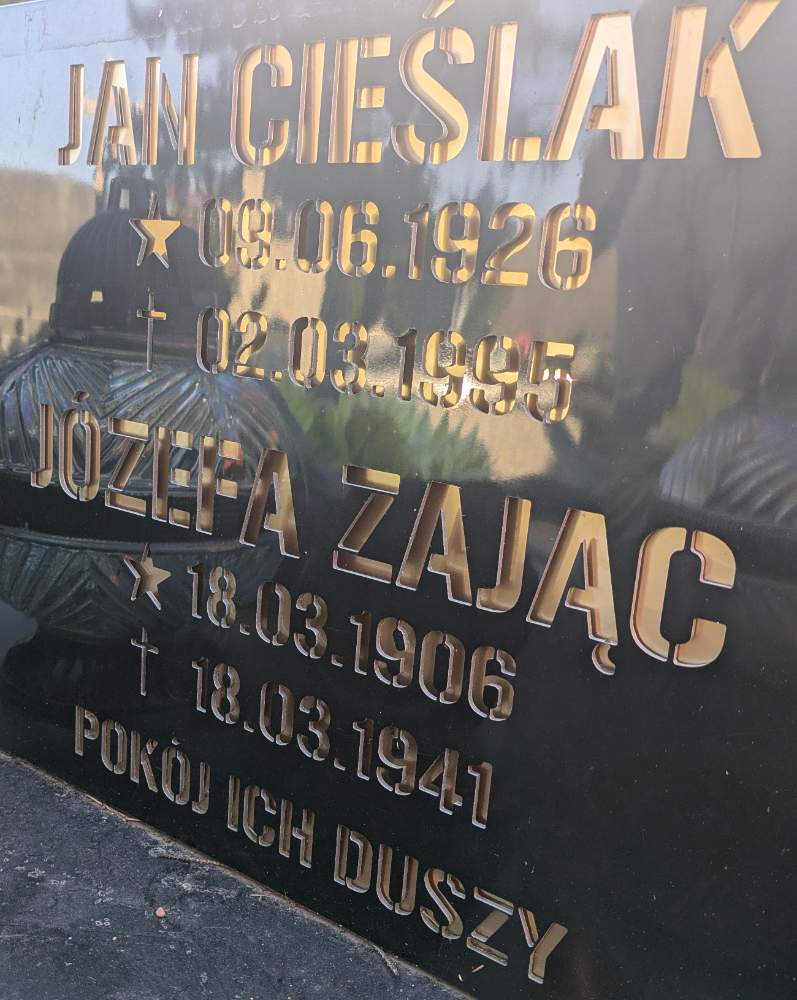 JAN CIEŚLAK
★ 09.06.1926
† 02.03.1995
JÓZEFA ZAJĄC
★ 18.03.1906
† 18.03.1941
POKÓJ ICH DUSZY